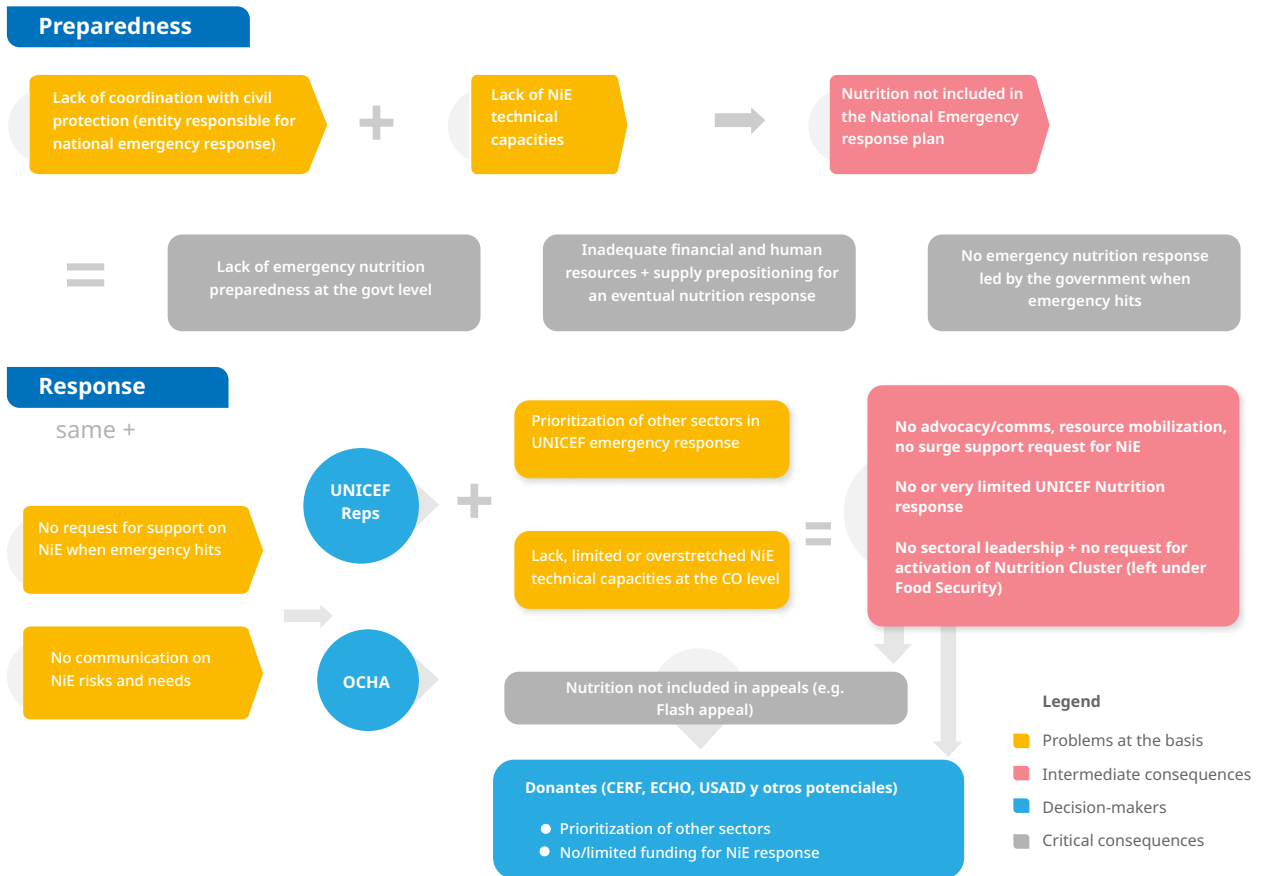 Preparedness
Lack of coordination with civil
protection (entity responsible for
national emergency response)
+
Lack of NiE
technical
capacities
Nutrition not included in
the National Emergency
response plan
=
Lack of emergency nutrition
preparedness at the govt level
Inadequate financial and human
resources + supply prepositioning for
an eventual nutrition response
No emergency nutrition response
led by the government when
emergency hits
Response
same +
No request for support on
NiE when emergency hits
No communication on
NiE risks and needs
UNICEF
Reps
OCHA
+
Prioritization of other sectors in
UNICEF emergency response
Lack, limited or overstretched NiE
technical capacities at the CO level
=
No advocacy/comms, resource mobilization,
no surge support request for NiE
No or very limited UNICEF Nutrition
response
No sectoral leadership + no request for
activation of Nutrition Cluster (left under
Food Security)
Nutrition not included in appeals (e.g.
Flash appeal)
Donantes (CERF, ECHO, USAID y otros potenciales)
Prioritization of other sectors
No/limited funding for NiE response
Legend
Problems at the basis
Intermediate consequences
Decision-makers
Critical consequences